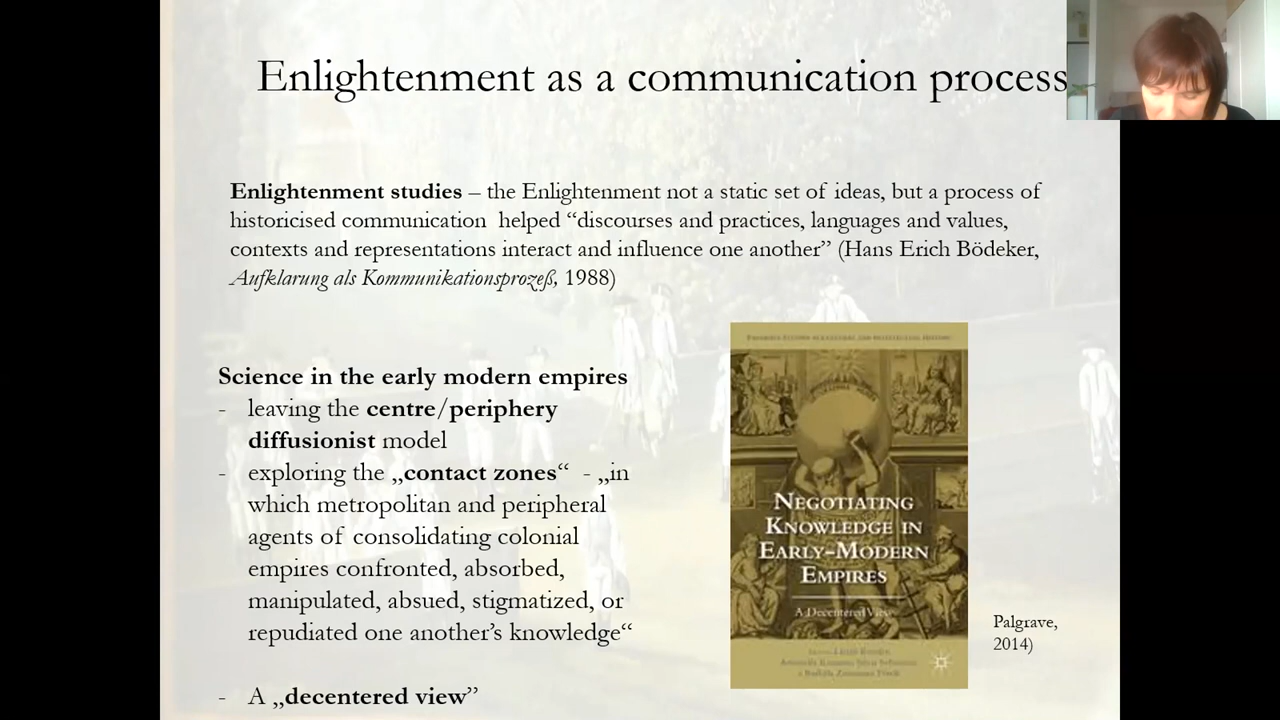 Enlightenment as a communication process
Enlightenment studies – the Enlightenment not a static set of ideas, but a process of
historicised communication helped “discourses and practices, languages and values,
contexts and representations interact and influence one another” (Hans Erich Bödeker,
Aufklarung als Kommunikationsprozeß, 1988)
Science in the early modern empires
- leaving the centre/periphery
diffusionist model
- exploring the „contact zones“ - „in
which metropolitan and peripheral
agents of consolidating colonial
empires confronted, absorbed,
manipulated, absued, stigmatized, or
repudiated one another’s knowledge“
- A „decentered view”
NEGOTIATING
KNOWLEDGE IN
EARLY-MODERN
EMPIRES
A Decentered View
Palgrave,
2014)